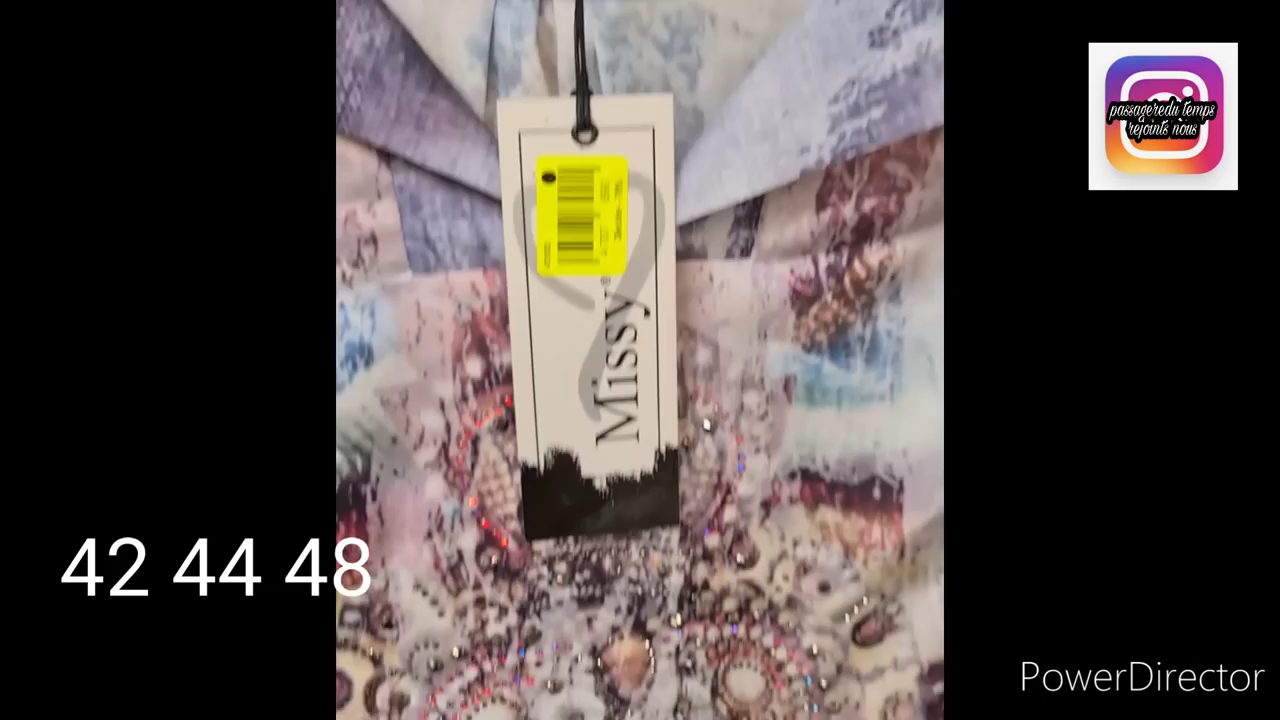 passageredu temps
rejoints nous
Missy®
42 44 48
PowerDirector